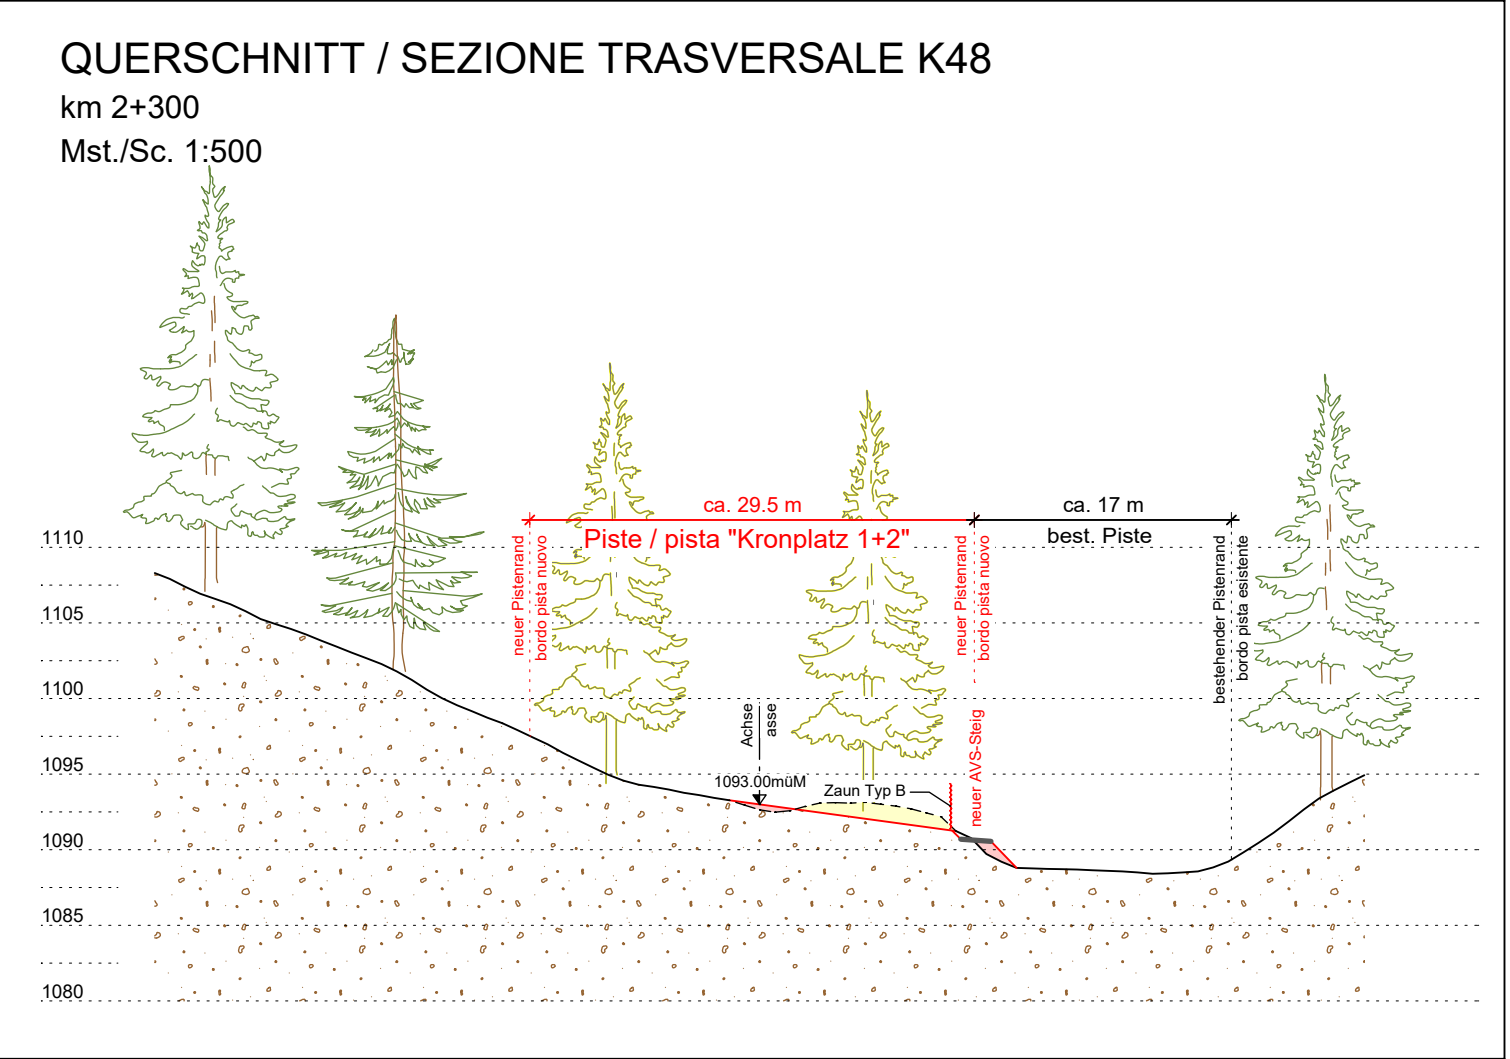 QUERSCHNITT / SEZIONE TRASVERSALE K48
km 2+300
Mst./Sc. 1:500
ca. 29.5 m
Piste / pista "Kronplatz 1+2"
ca. 17 m
best. Piste
neuer Pistenrand
bordo pista nuovo
neuer Pistenrand
bordo pista nuovo
bestehender Pistenrand
bordo pista esistente
Achse
asse
1093.00müM
Zaun Typ B
neuer AVS-Steig
1110
1105
1100
1095
1090
1085
1080